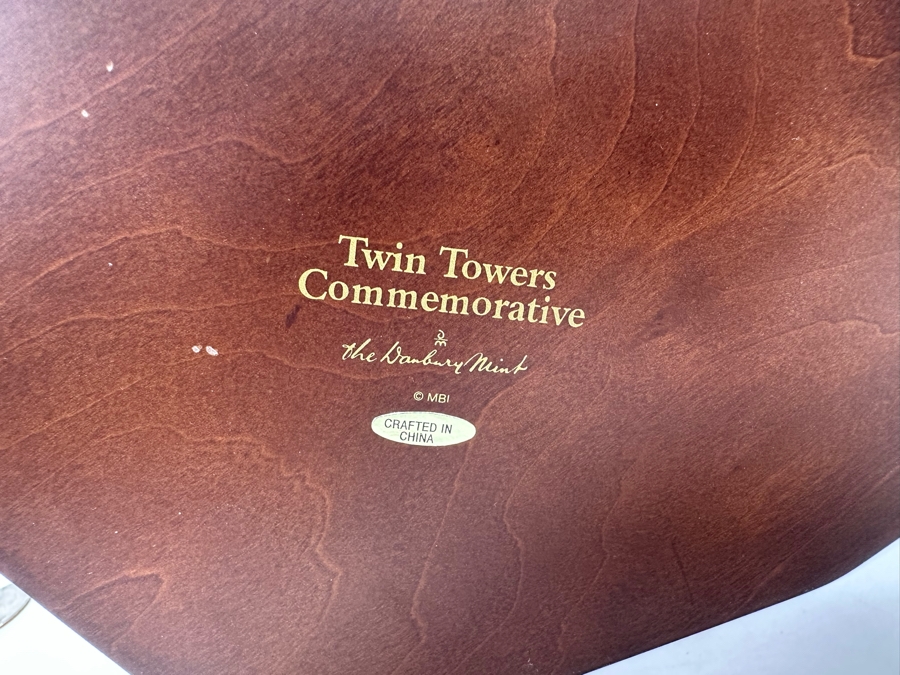 Twin Towers
Commemorative
the Danbury Mint
© MBI
CRAFTED IN
CHINA